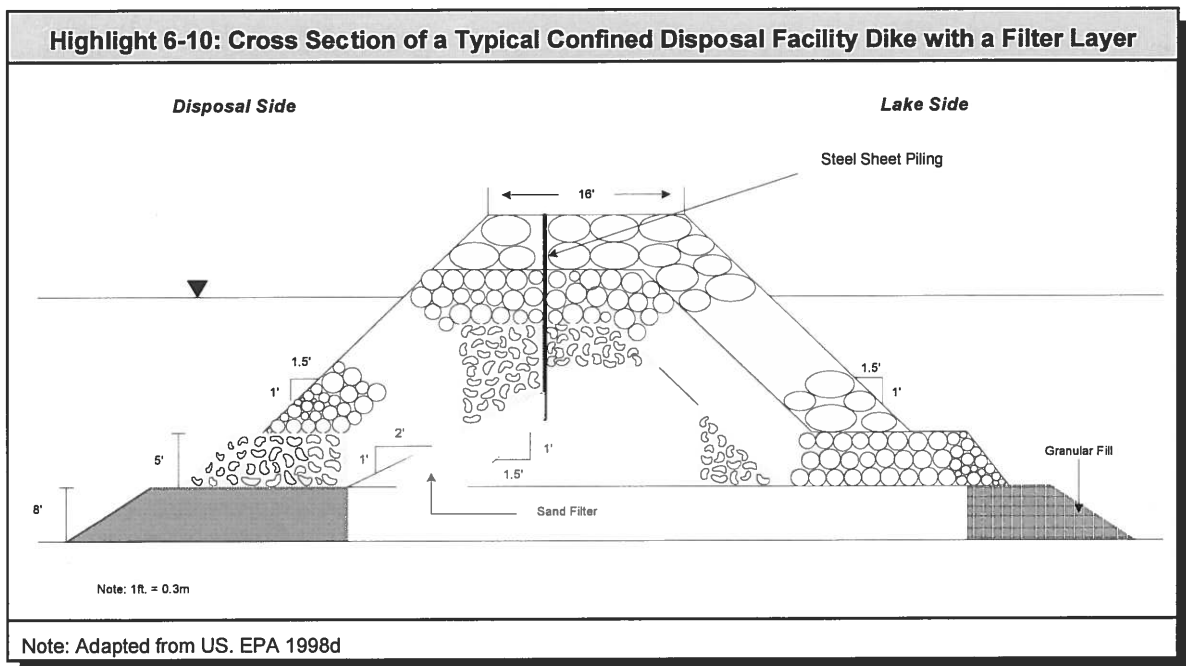 Highlight 6-10: Cross Section of a Typical Confined Disposal Facility Dike with a Filter Layer
Disposal Side
Lake Side
Steel Sheet Piling
16'
1.5'
1'
1.5'
1'
2'
1'
1'
1.5'
5'
8'
Granular Fill
Sand Filter
Note: 1ft. = 0.3m
Note: Adapted from US. EPA 1998d